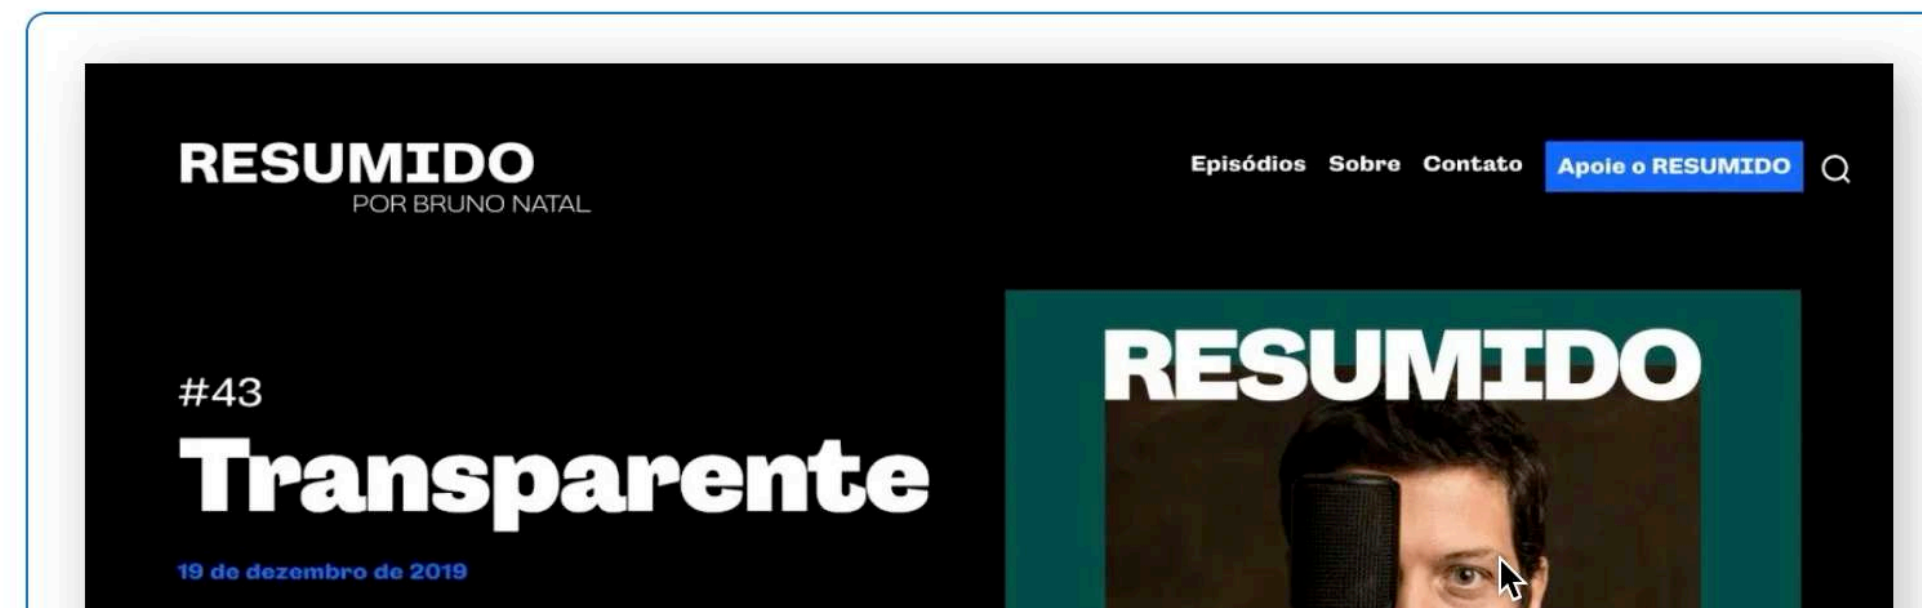 RESUMIDO
POR BRUNO NATAL
Episódios Sobre Contato Apoie o RESUMIDO
#43
Transparente
19 de dezembro de 2019
RESUMIDO